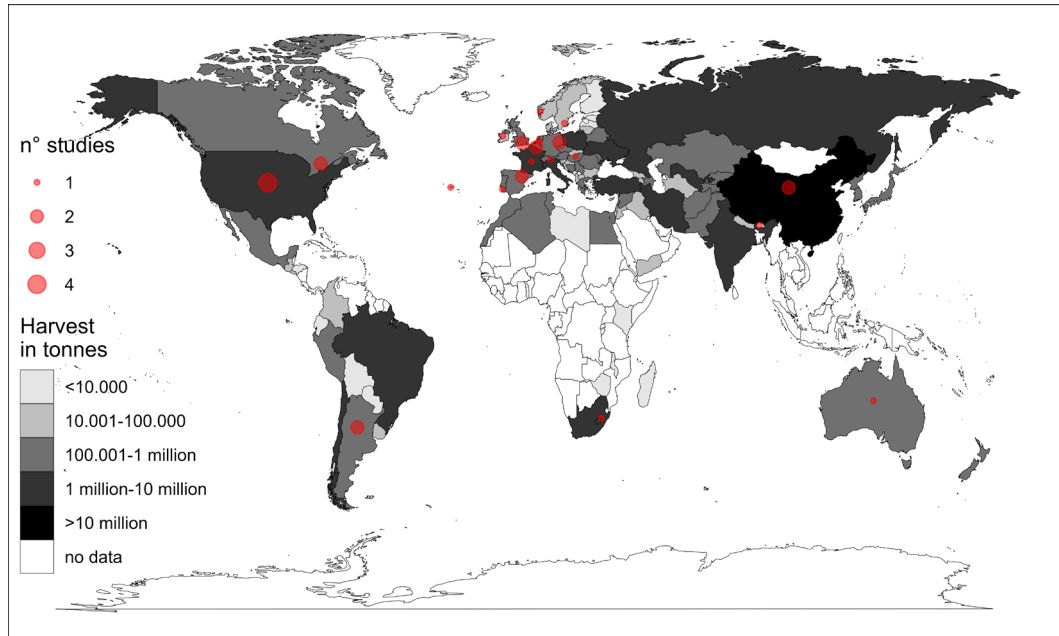 n° studies
1
2
3
4
Harvest
in tonnes
<10.000
10.001-100.000
100.001-1 million
1 million-10 million
>10 million
no data